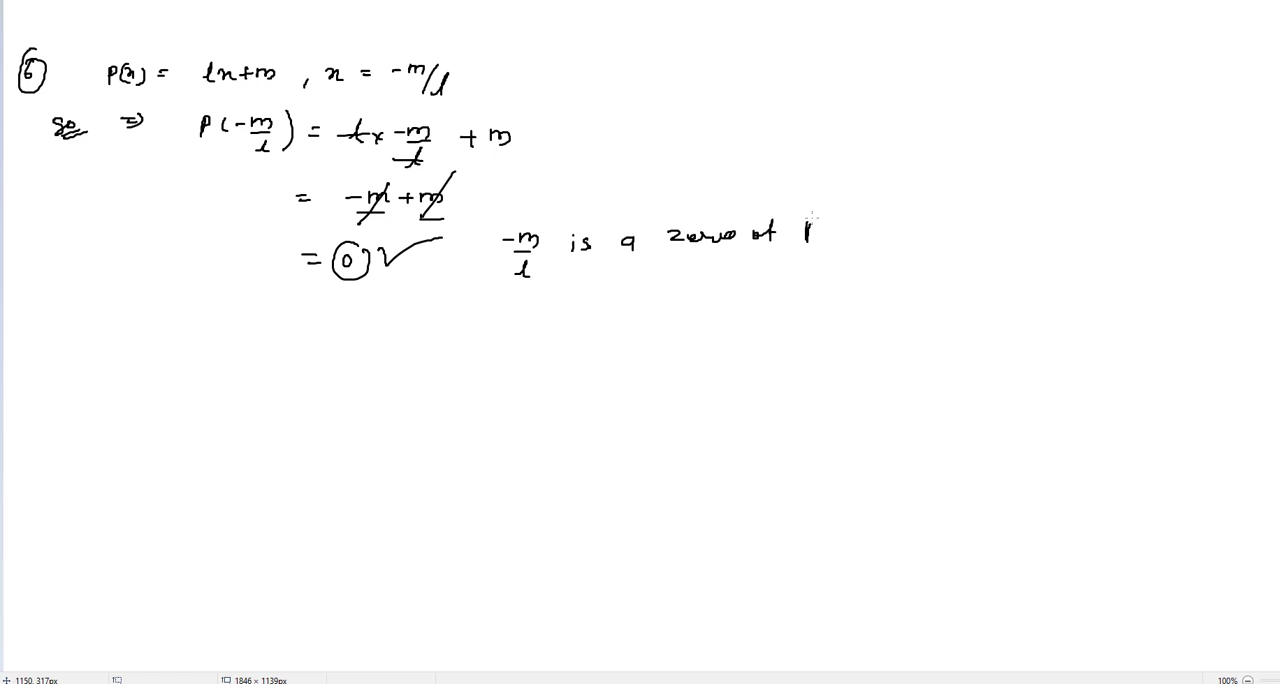 6 P(x) = lx+m , x = -m/l
So ⇒ P(-m/l) = l x -m/l + m
= -m + m
= 0 ✓ -m/l is a zero of P
1150, 317px 1846 × 1139px 100%